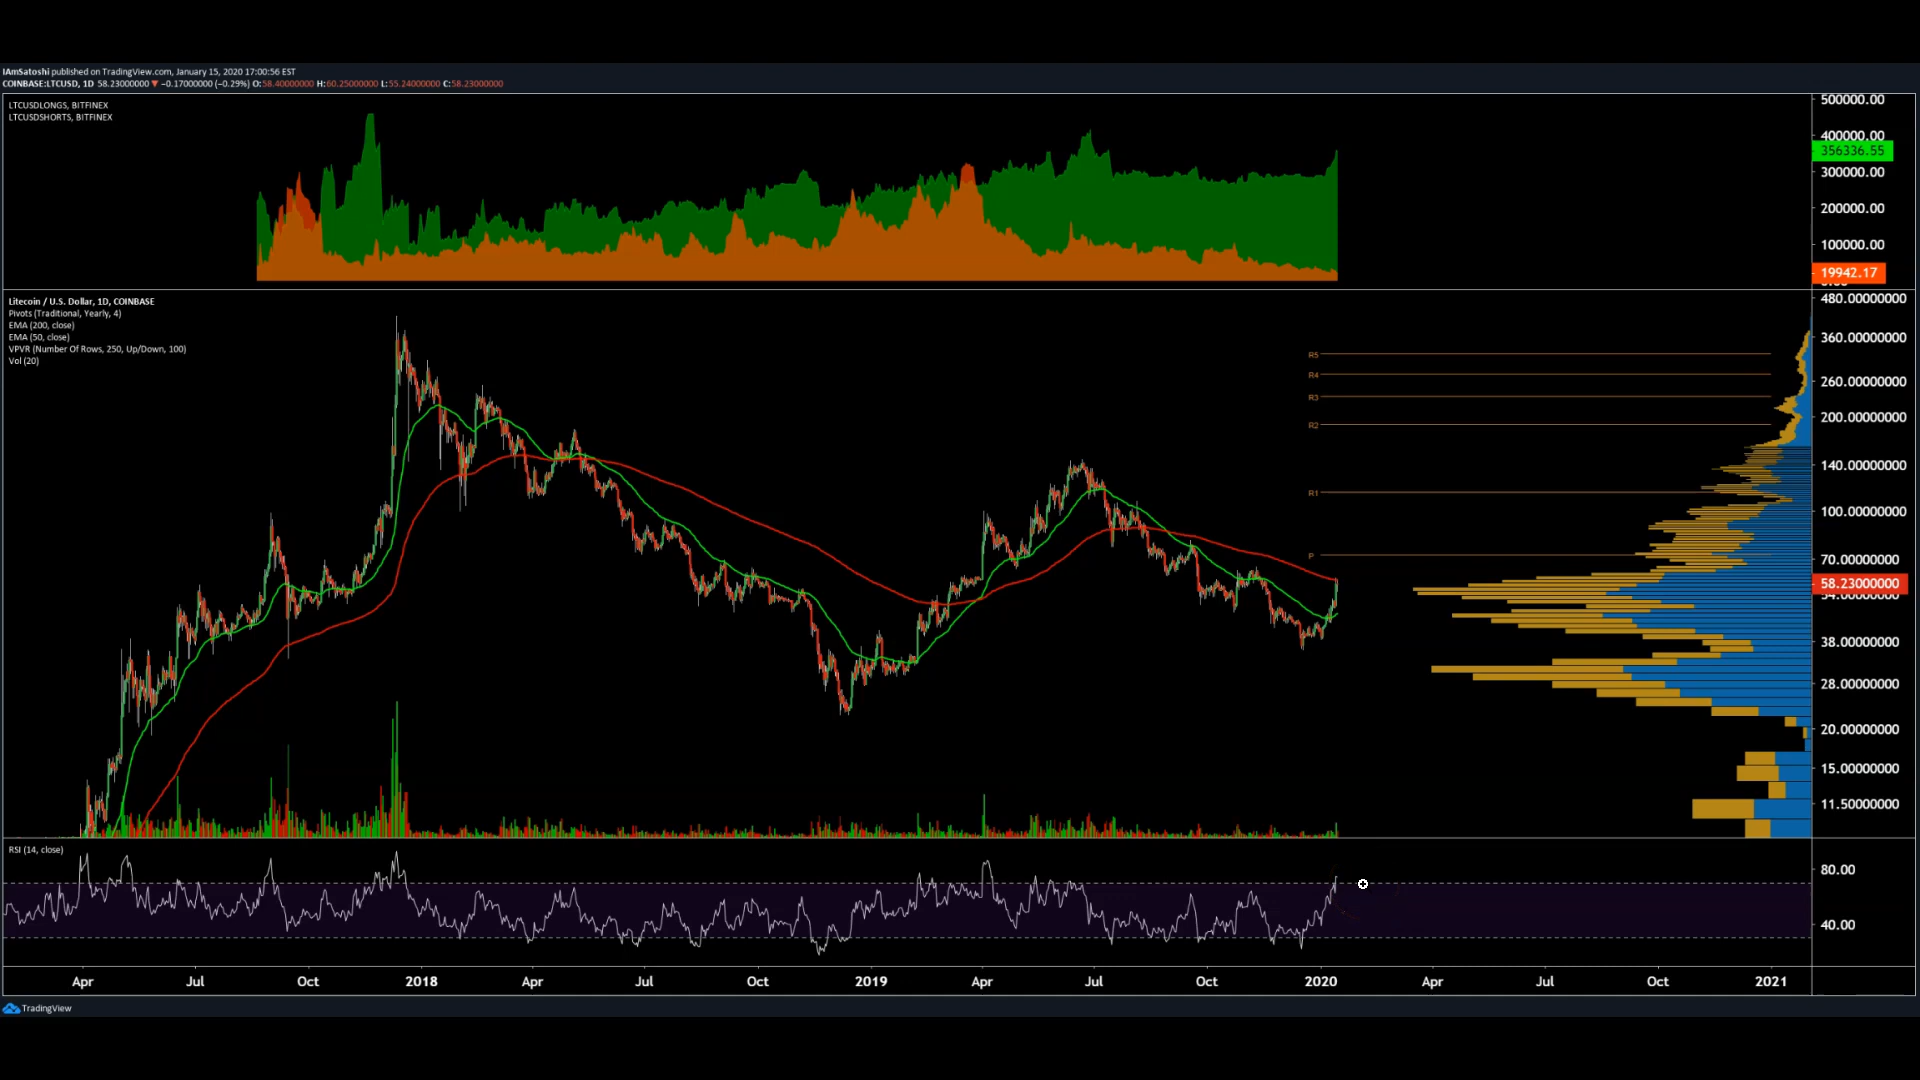 IAmSatoshi published on TradingView.com, January 15, 2020 17:00:56 EST
COINBASE:LTCUSD, 1D 58.23000000 ▼ −0.17000000 (−0.29%) O:58.40000000 H:60.25000000 L:55.24000000 C:58.23000000
LTCUSDLONGS, BITFINEX
LTCUSDSHORTS, BITFINEX
500000.00
400000.00
356336.55
300000.00
200000.00
100000.00
19942.17
Litecoin / U.S. Dollar, 1D, COINBASE
Pivots (Traditional, Yearly, 4)
EMA (200, close)
EMA (50, close)
VPVR (Number Of Rows, 250, Up/Down, 100)
Vol (20)
R5
R4
R3
R2
R1
P
480.00000000
360.00000000
260.00000000
200.00000000
140.00000000
100.00000000
70.00000000
58.23000000
54.00000000
38.00000000
28.00000000
20.00000000
15.00000000
11.50000000
RSI (14, close)
80.00
40.00
Apr Jul Oct 2018 Apr Jul Oct 2019 Apr Jul Oct 2020 Apr Jul Oct 2021
TradingView